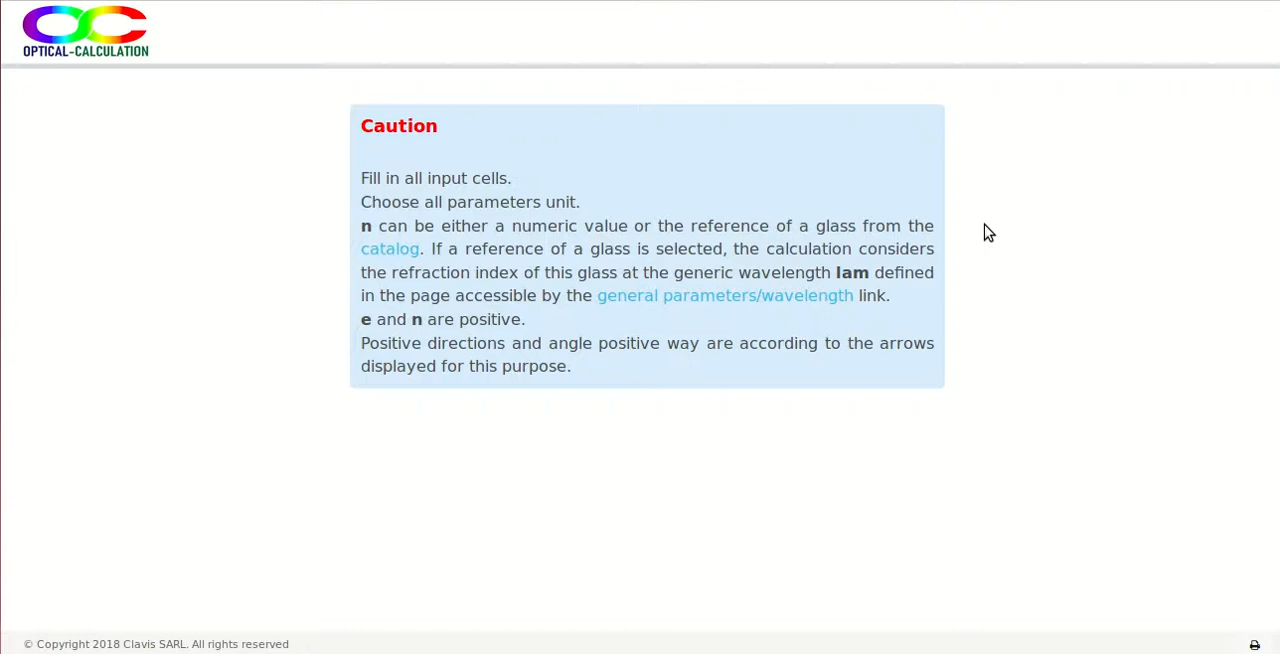 OPTICAL-CALCULATION
Caution
Fill in all input cells.
Choose all parameters unit.
n can be either a numeric value or the reference of a glass from the
catalog. If a reference of a glass is selected, the calculation considers
the refraction index of this glass at the generic wavelength lam defined
in the page accessible by the general parameters/wavelength link.
e and n are positive.
Positive directions and angle positive way are according to the arrows
displayed for this purpose.
© Copyright 2018 Clavis SARL. All rights reserved